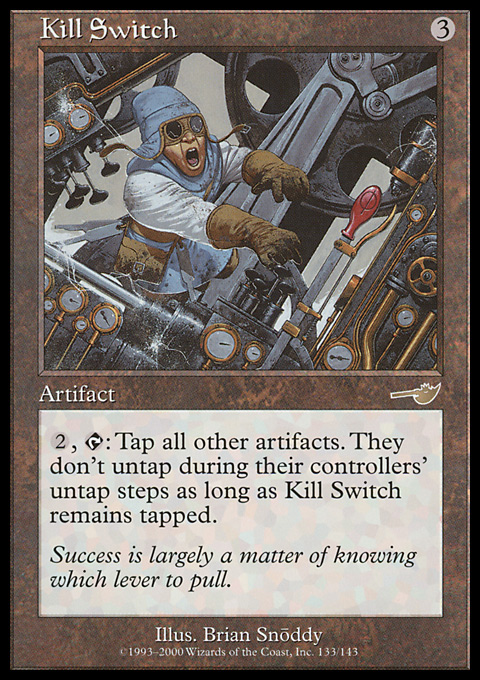 Kill Switch 3
Artifact
2, : Tap all other artifacts. They
don't untap during their controllers'
untap steps as long as Kill Switch
remains tapped.
Success is largely a matter of knowing
which lever to pull.
Illus. Brian Snōddy
©1993–2000 Wizards of the Coast, Inc. 133/143